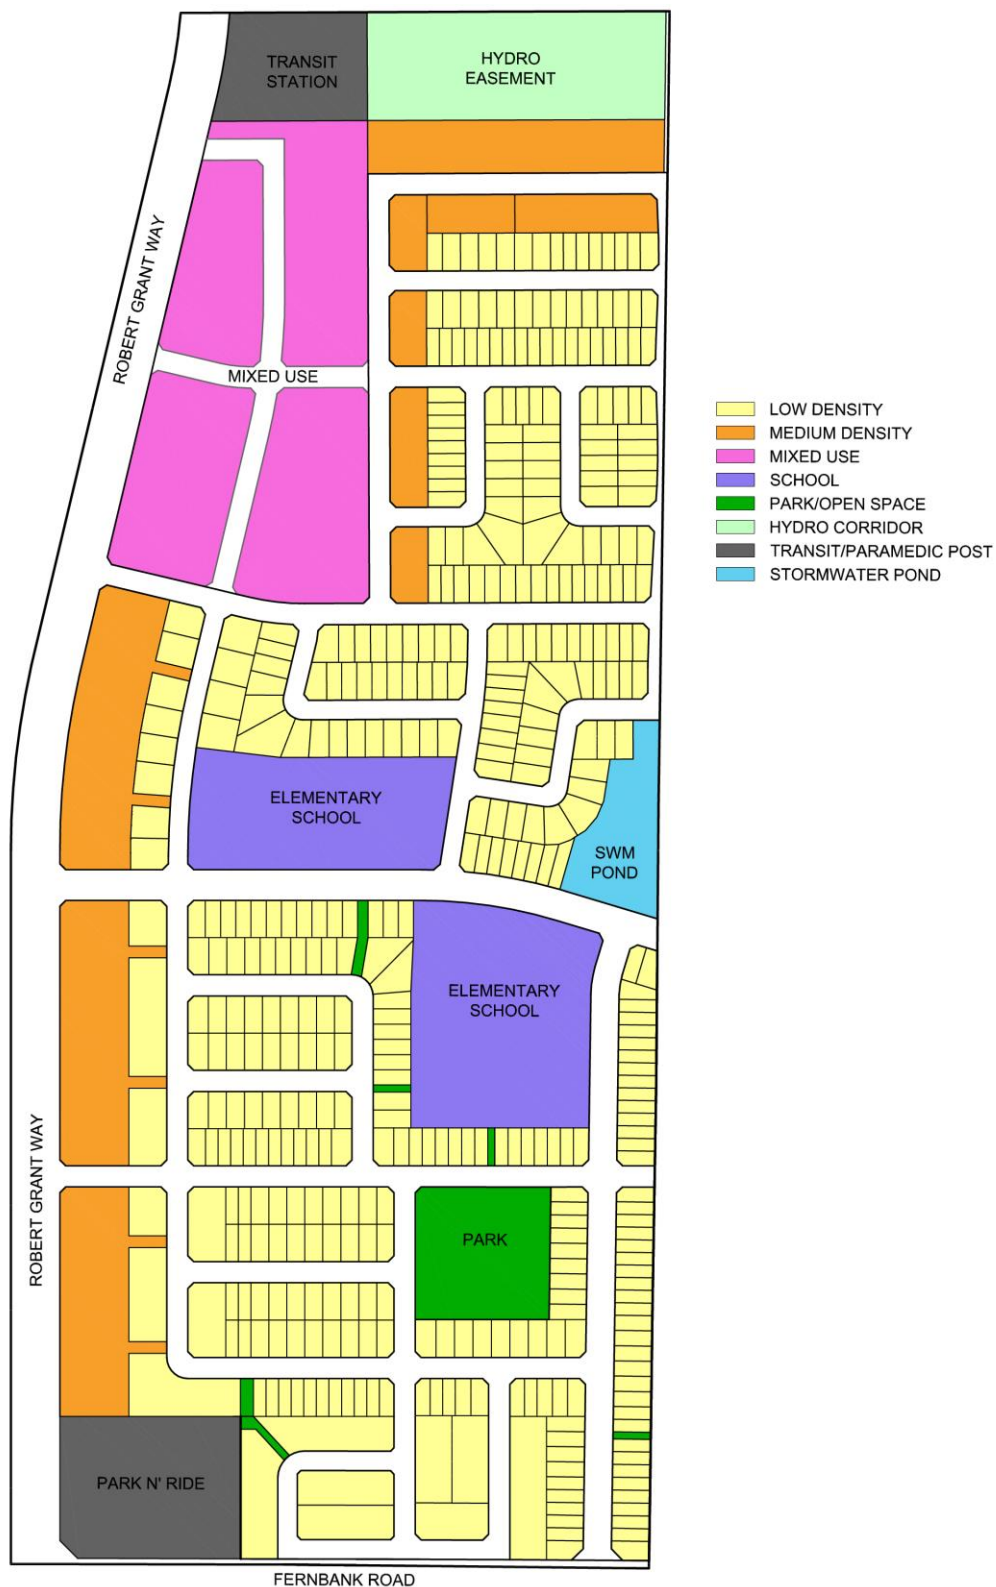 TRANSIT
STATION
HYDRO
EASEMENT
ROBERT GRANT WAY
MIXED USE
LOW DENSITY
MEDIUM DENSITY
MIXED USE
SCHOOL
PARK/OPEN SPACE
HYDRO CORRIDOR
TRANSIT/PARAMEDIC POST
STORMWATER POND
ELEMENTARY
SCHOOL
SWM
POND
ELEMENTARY
SCHOOL
ROBERT GRANT WAY
PARK
PARK N' RIDE
FERNBANK ROAD